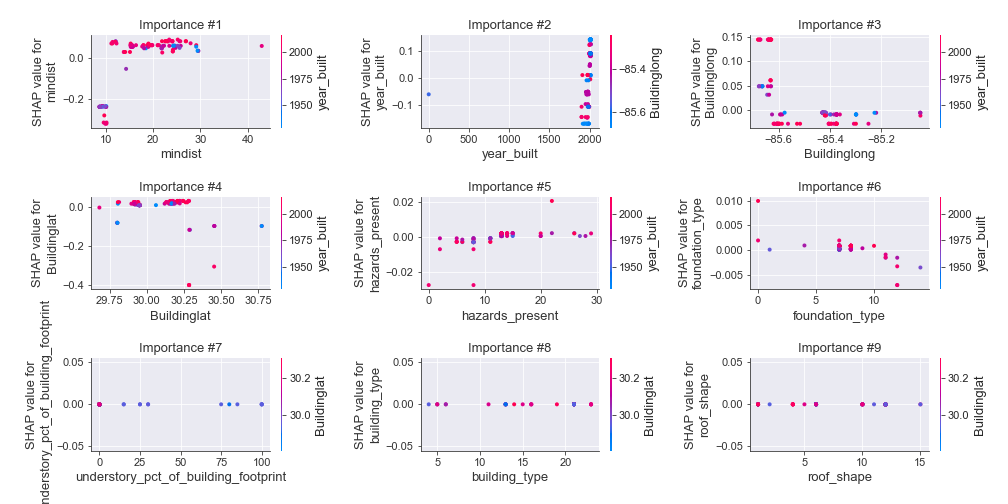 Importance #1
Importance #2
Importance #3
SHAP value for
mindist
0.0
−0.2
10
20
30
40
mindist
2000
1975
1950
year_built
SHAP value for
year_built
0.1
0.0
−0.1
0
500
1000
1500
2000
year_built
−85.4
−85.6
Buildinglong
SHAP value for
Buildinglong
0.15
0.10
0.05
0.00
−85.6
−85.4
−85.2
Buildinglong
2000
1975
1950
year_built
Importance #4
Importance #5
Importance #6
SHAP value for
Buildinglat
0.0
−0.2
−0.4
29.75
30.00
30.25
30.50
30.75
Buildinglat
2000
1975
1950
year_built
SHAP value for
hazards_present
0.02
0.00
−0.02
0
10
20
30
hazards_present
2000
1975
1950
year_built
SHAP value for
foundation_type
0.010
0.005
0.000
−0.005
0
5
10
foundation_type
2000
1975
1950
year_built
Importance #7
Importance #8
Importance #9
SHAP value for
nderstory_pct_of_building_footprint
0.05
0.00
−0.05
0
25
50
75
100
understory_pct_of_building_footprint
30.2
30.0
Buildinglat
SHAP value for
building_type
0.05
0.00
−0.05
5
10
15
20
building_type
30.2
30.0
Buildinglat
SHAP value for
roof_shape
0.05
0.00
−0.05
5
10
15
roof_shape
30.2
30.0
Buildinglat